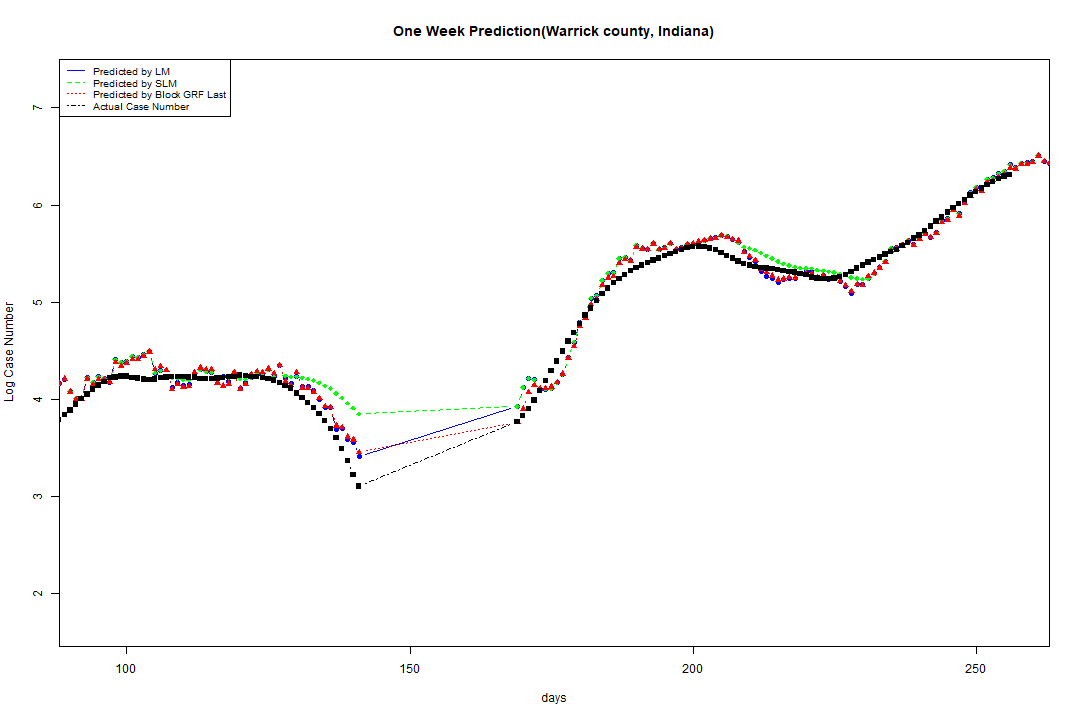 One Week Prediction(Warrick county, Indiana)
Predicted by LM
Predicted by SLM
Predicted by Block GRF Last
Actual Case Number
Log Case Number
7
6
5
4
3
2
100 150 200 250
days